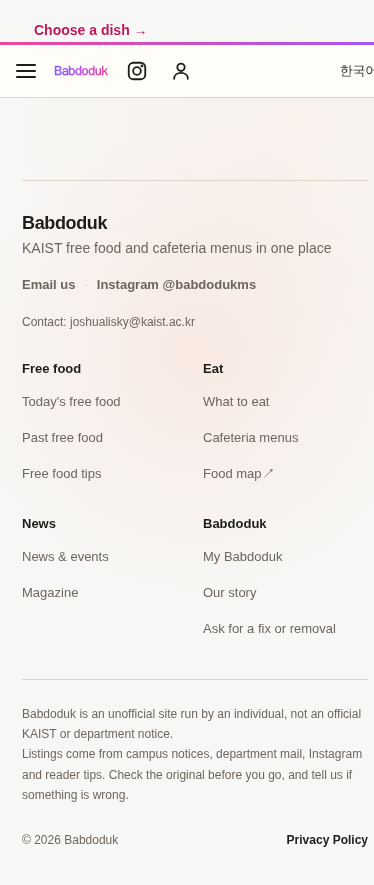 Choose a dish →
Babdoduk
한국어
Babdoduk
KAIST free food and cafeteria menus in one place
Email us · Instagram @babdodukms
Contact: joshualisky@kaist.ac.kr
Free food
Today's free food
Past free food
Free food tips
Eat
What to eat
Cafeteria menus
Food map↗
News
News & events
Magazine
Babdoduk
My Babdoduk
Our story
Ask for a fix or removal
Babdoduk is an unofficial site run by an individual, not an official
KAIST or department notice.
Listings come from campus notices, department mail, Instagram
and reader tips. Check the original before you go, and tell us if
something is wrong.
© 2026 Babdoduk
Privacy Policy